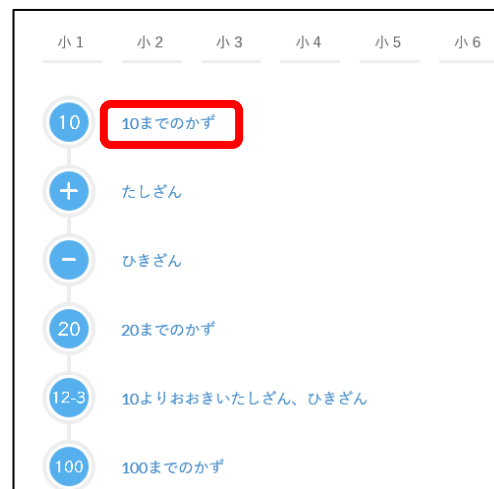 小1 小2 小3 小4 小5 小6
10 10までのかず
+ たしざん
− ひきざん
20 20までのかず
12-3 10よりおおきいたしざん、ひきざん
100 100までのかず